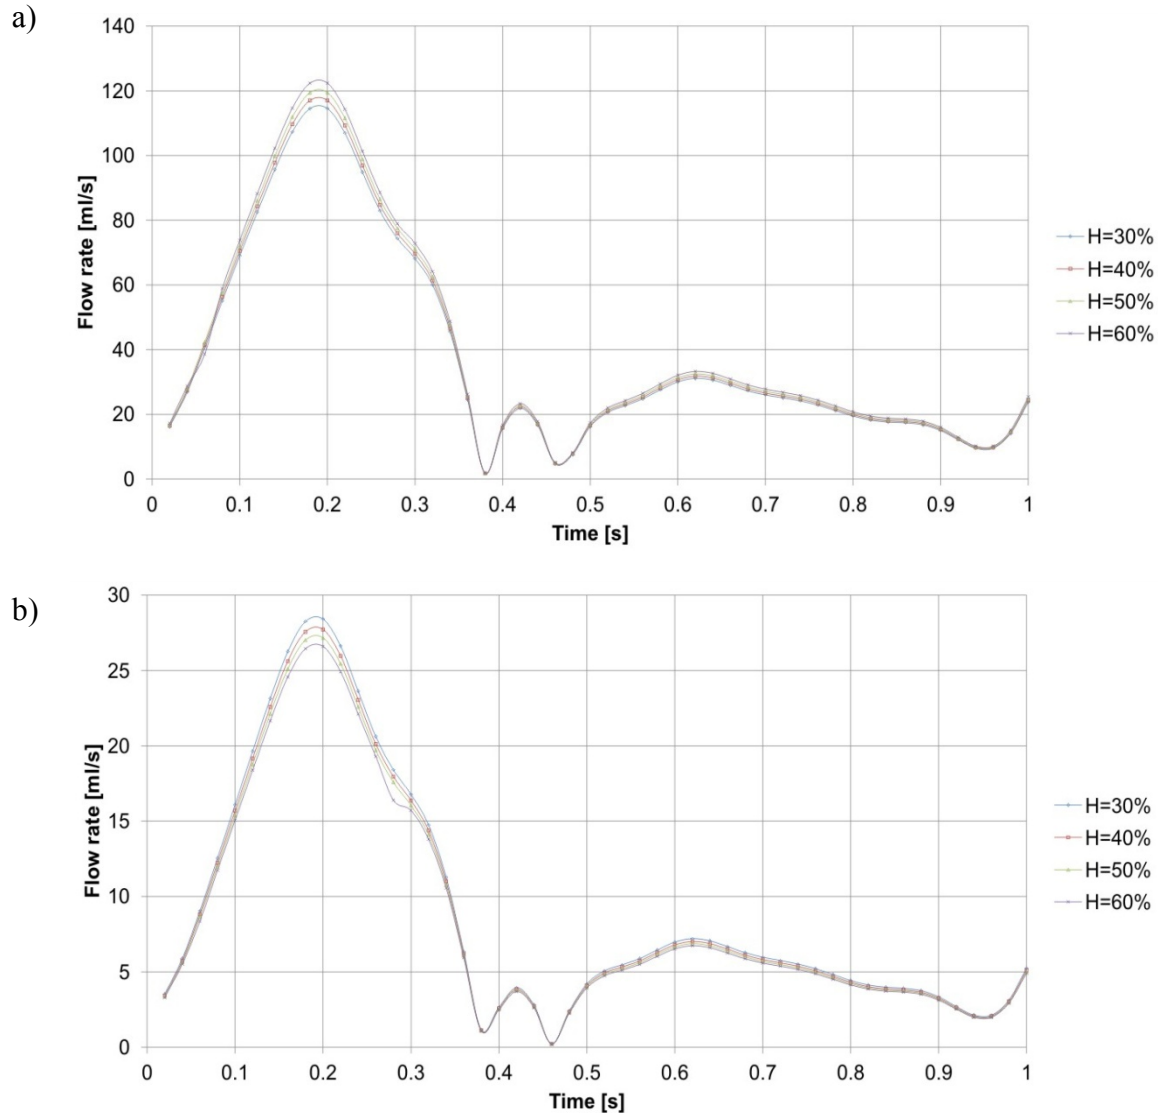 a)
140
120
100
80
60
40
20
0
Flow rate [ml/s]
0 0.1 0.2 0.3 0.4 0.5 0.6 0.7 0.8 0.9 1
Time [s]
H=30%
H=40%
H=50%
H=60%
b)
30
25
20
15
10
5
0
Flow rate [ml/s]
0 0.1 0.2 0.3 0.4 0.5 0.6 0.7 0.8 0.9 1
Time [s]
H=30%
H=40%
H=50%
H=60%